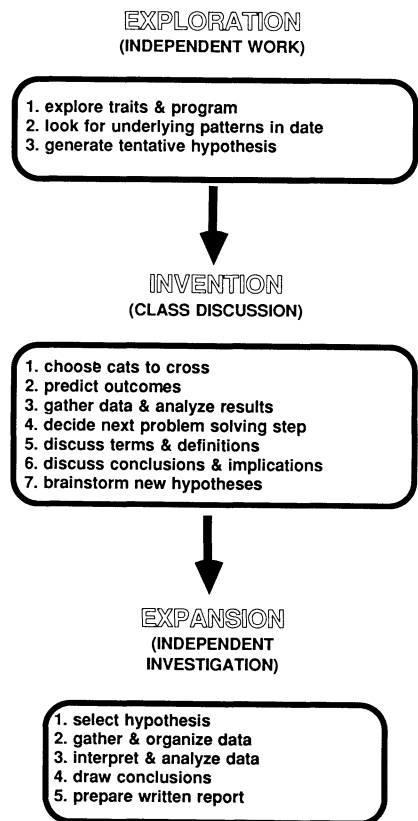 EXPLORATION
(INDEPENDENT WORK)
1. explore traits & program
2. look for underlying patterns in date
3. generate tentative hypothesis
INVENTION
(CLASS DISCUSSION)
1. choose cats to cross
2. predict outcomes
3. gather data & analyze results
4. decide next problem solving step
5. discuss terms & definitions
6. discuss conclusions & implications
7. brainstorm new hypotheses
EXPANSION
(INDEPENDENT
INVESTIGATION)
1. select hypothesis
2. gather & organize data
3. interpret & analyze data
4. draw conclusions
5. prepare written report